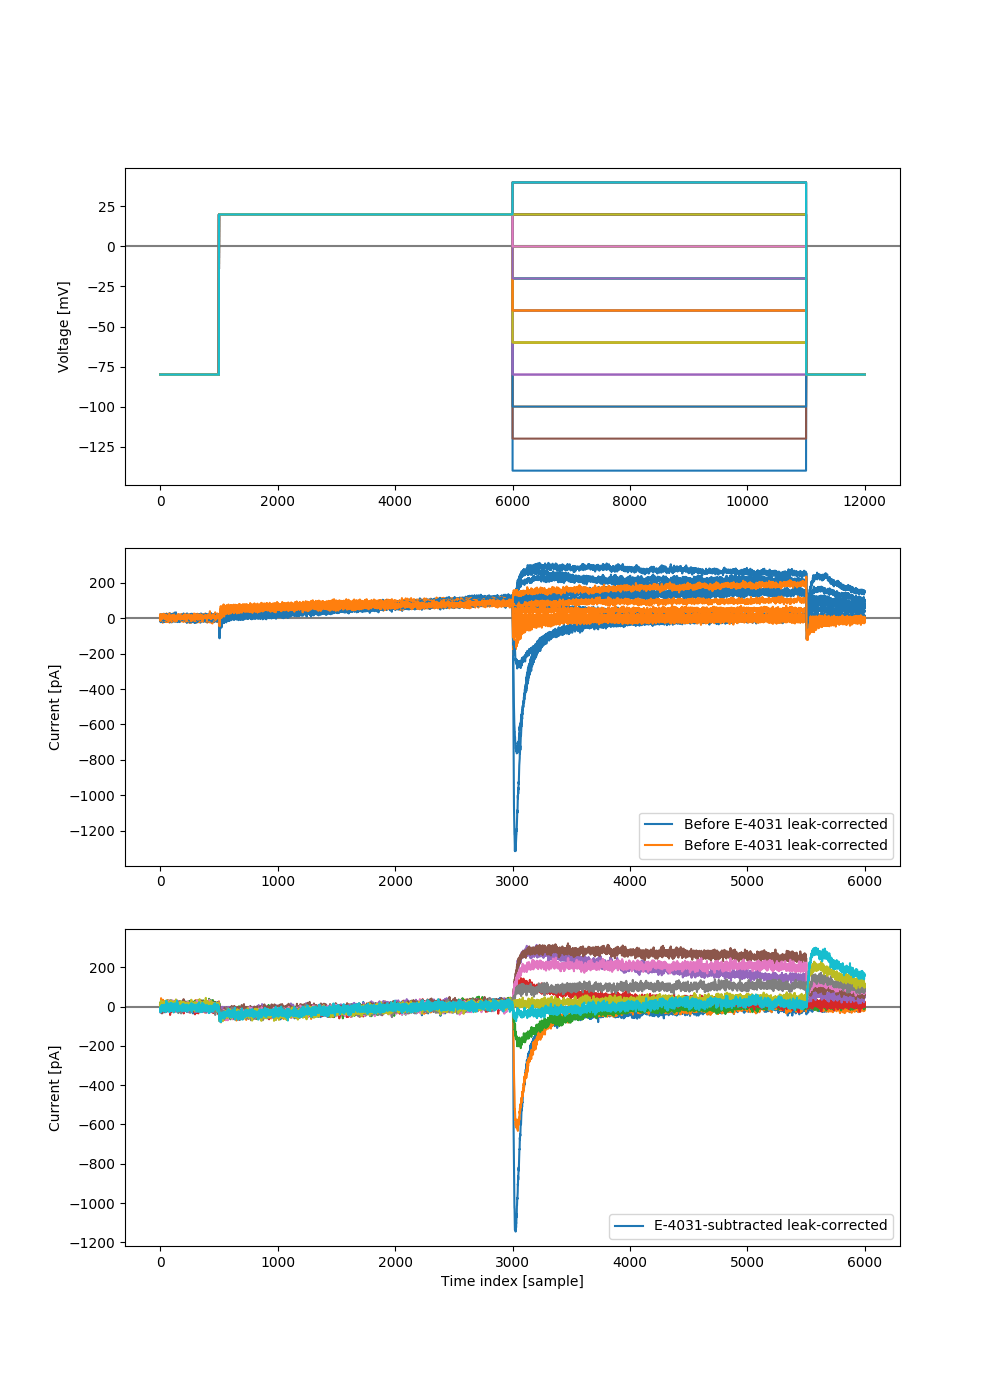 25
0
−25
−50
−75
−100
−125
Voltage [mV]
0 2000 4000 6000 8000 10000 12000
200
0
−200
−400
−600
−800
−1000
−1200
Current [pA]
Before E-4031 leak-corrected
Before E-4031 leak-corrected
0 1000 2000 3000 4000 5000 6000
200
0
−200
−400
−600
−800
−1000
−1200
Current [pA]
E-4031-subtracted leak-corrected
0 1000 2000 3000 4000 5000 6000
Time index [sample]